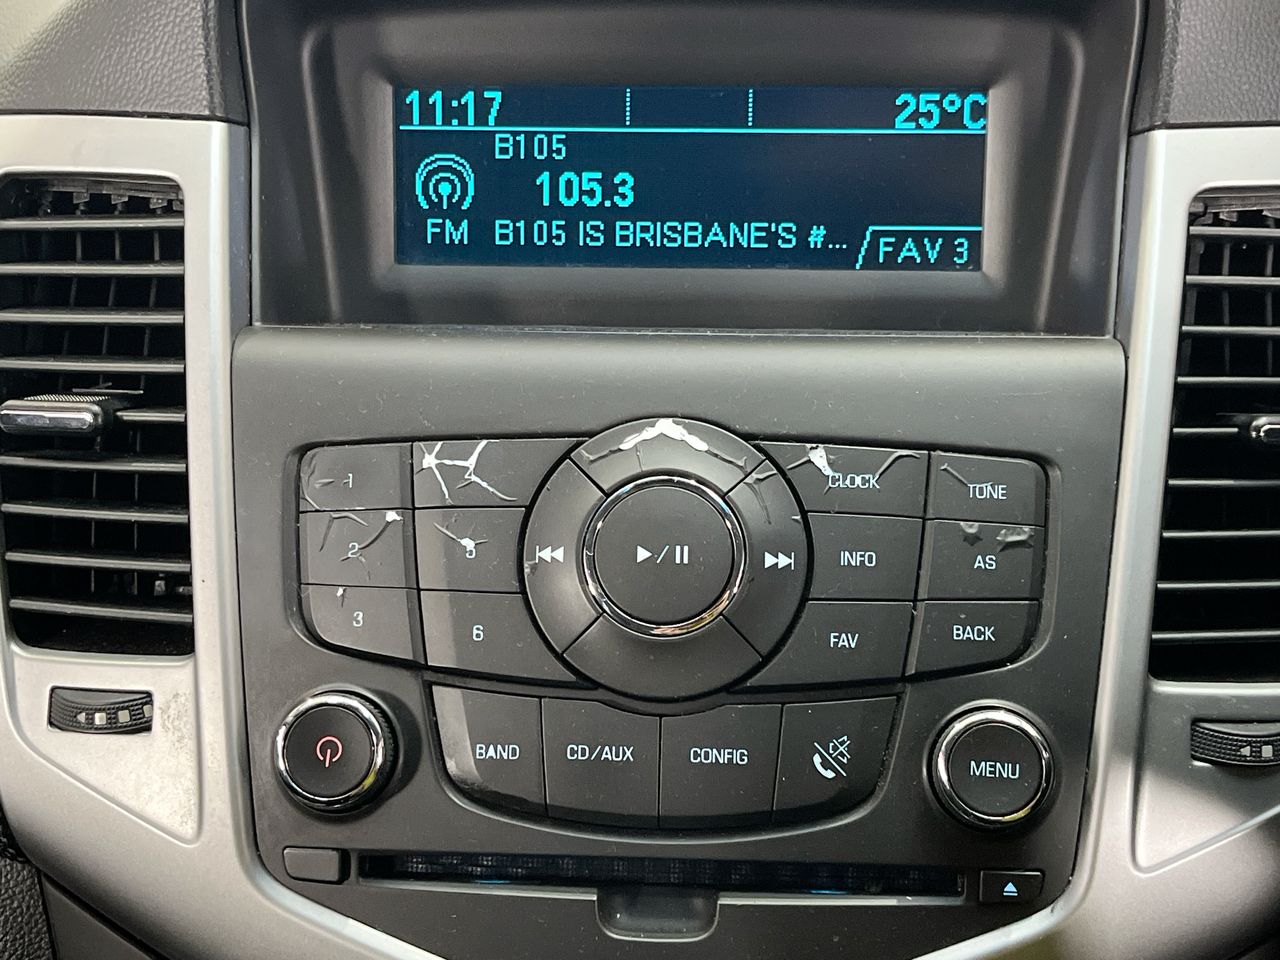 11:17 25°C
B105
105.3
FM B105 IS BRISBANE'S #...
FAV 3
1 CLOCK TONE
2 INFO AS
3 6 FAV BACK
BAND CD/AUX CONFIG
MENU